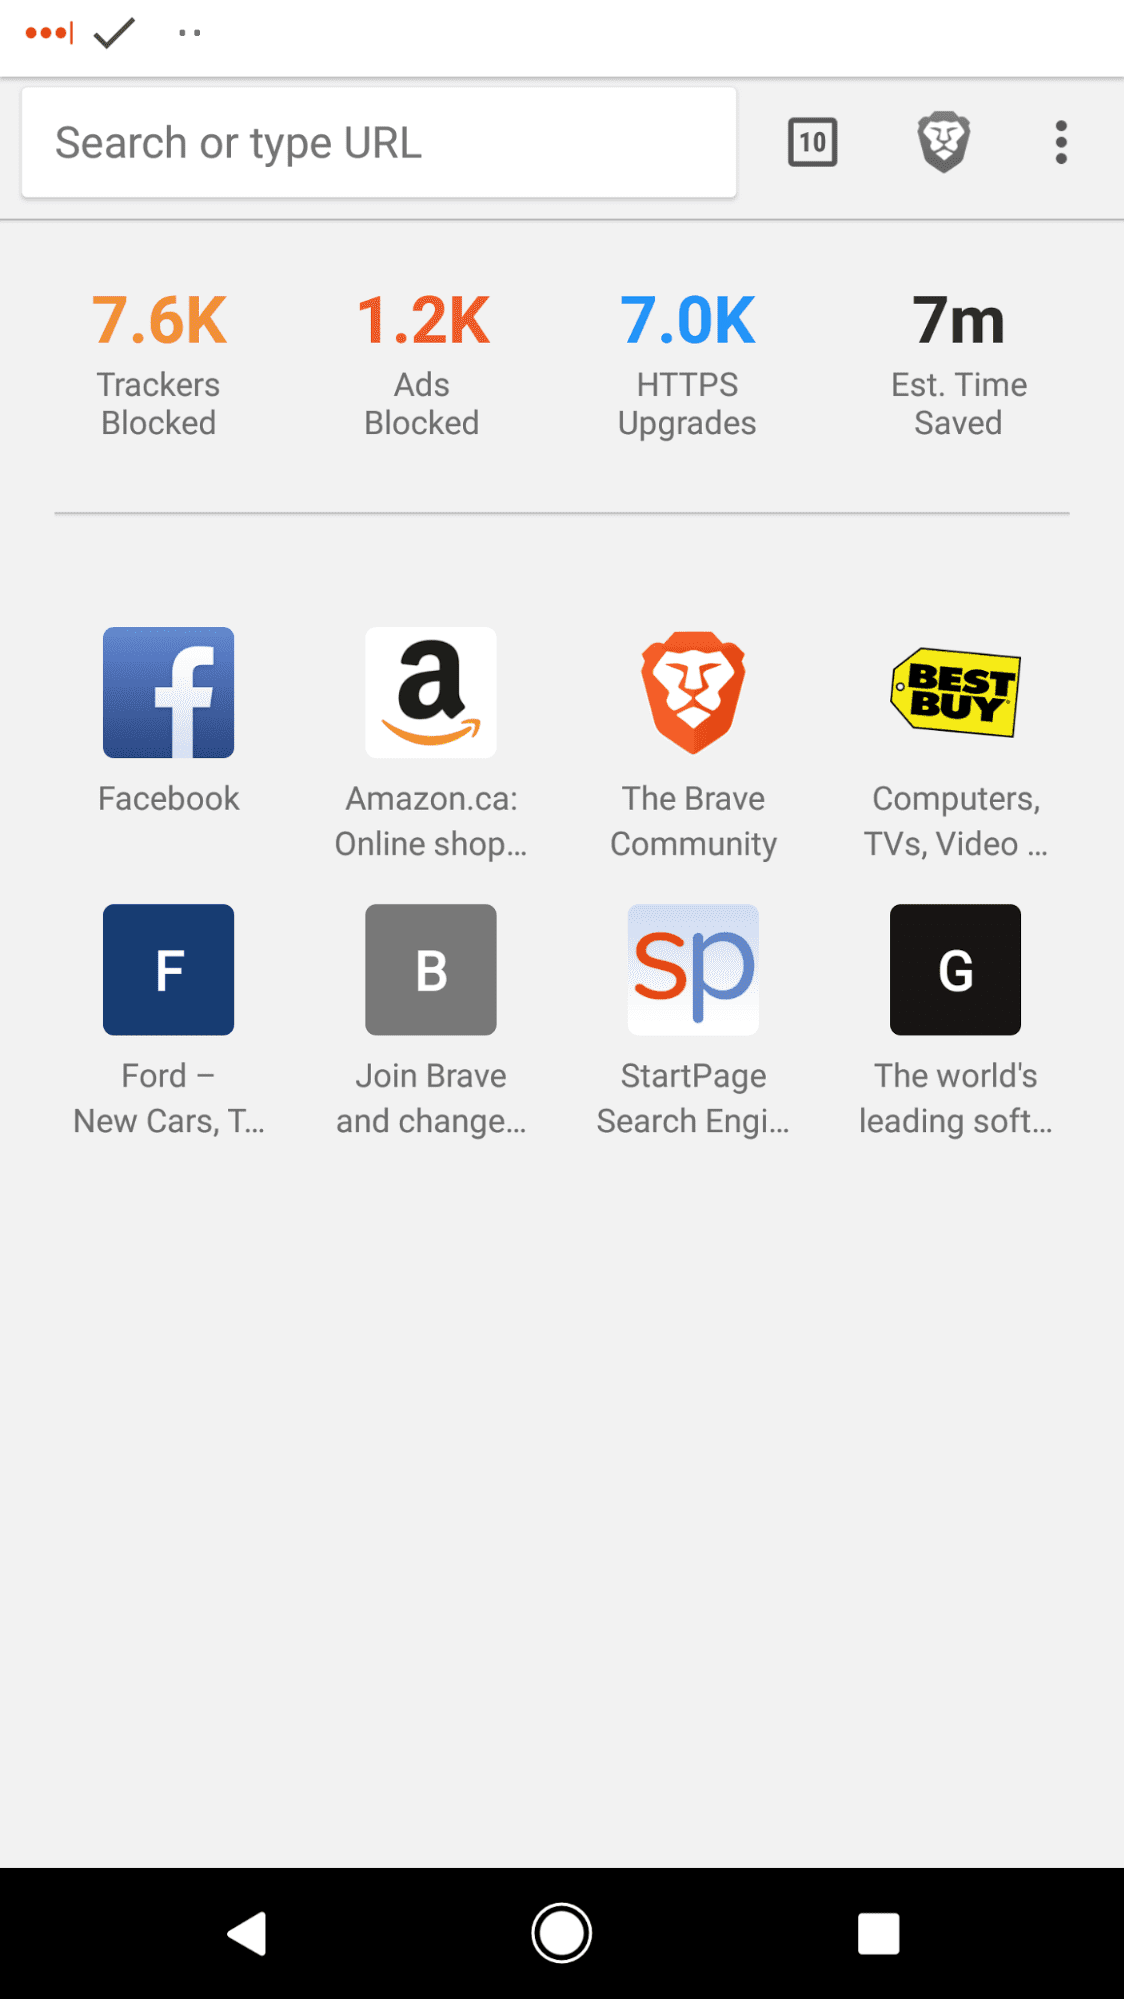 Search or type URL
10
7.6K
1.2K
7.0K
7m
Trackers
Blocked
Ads
Blocked
HTTPS
Upgrades
Est. Time
Saved
f
a
BEST
BUY
Facebook
Amazon.ca:
Online shop...
The Brave
Community
Computers,
TVs, Video ...
F
B
sp
G
Ford –
New Cars, T...
Join Brave
and change...
StartPage
Search Engi...
The world's
leading soft...